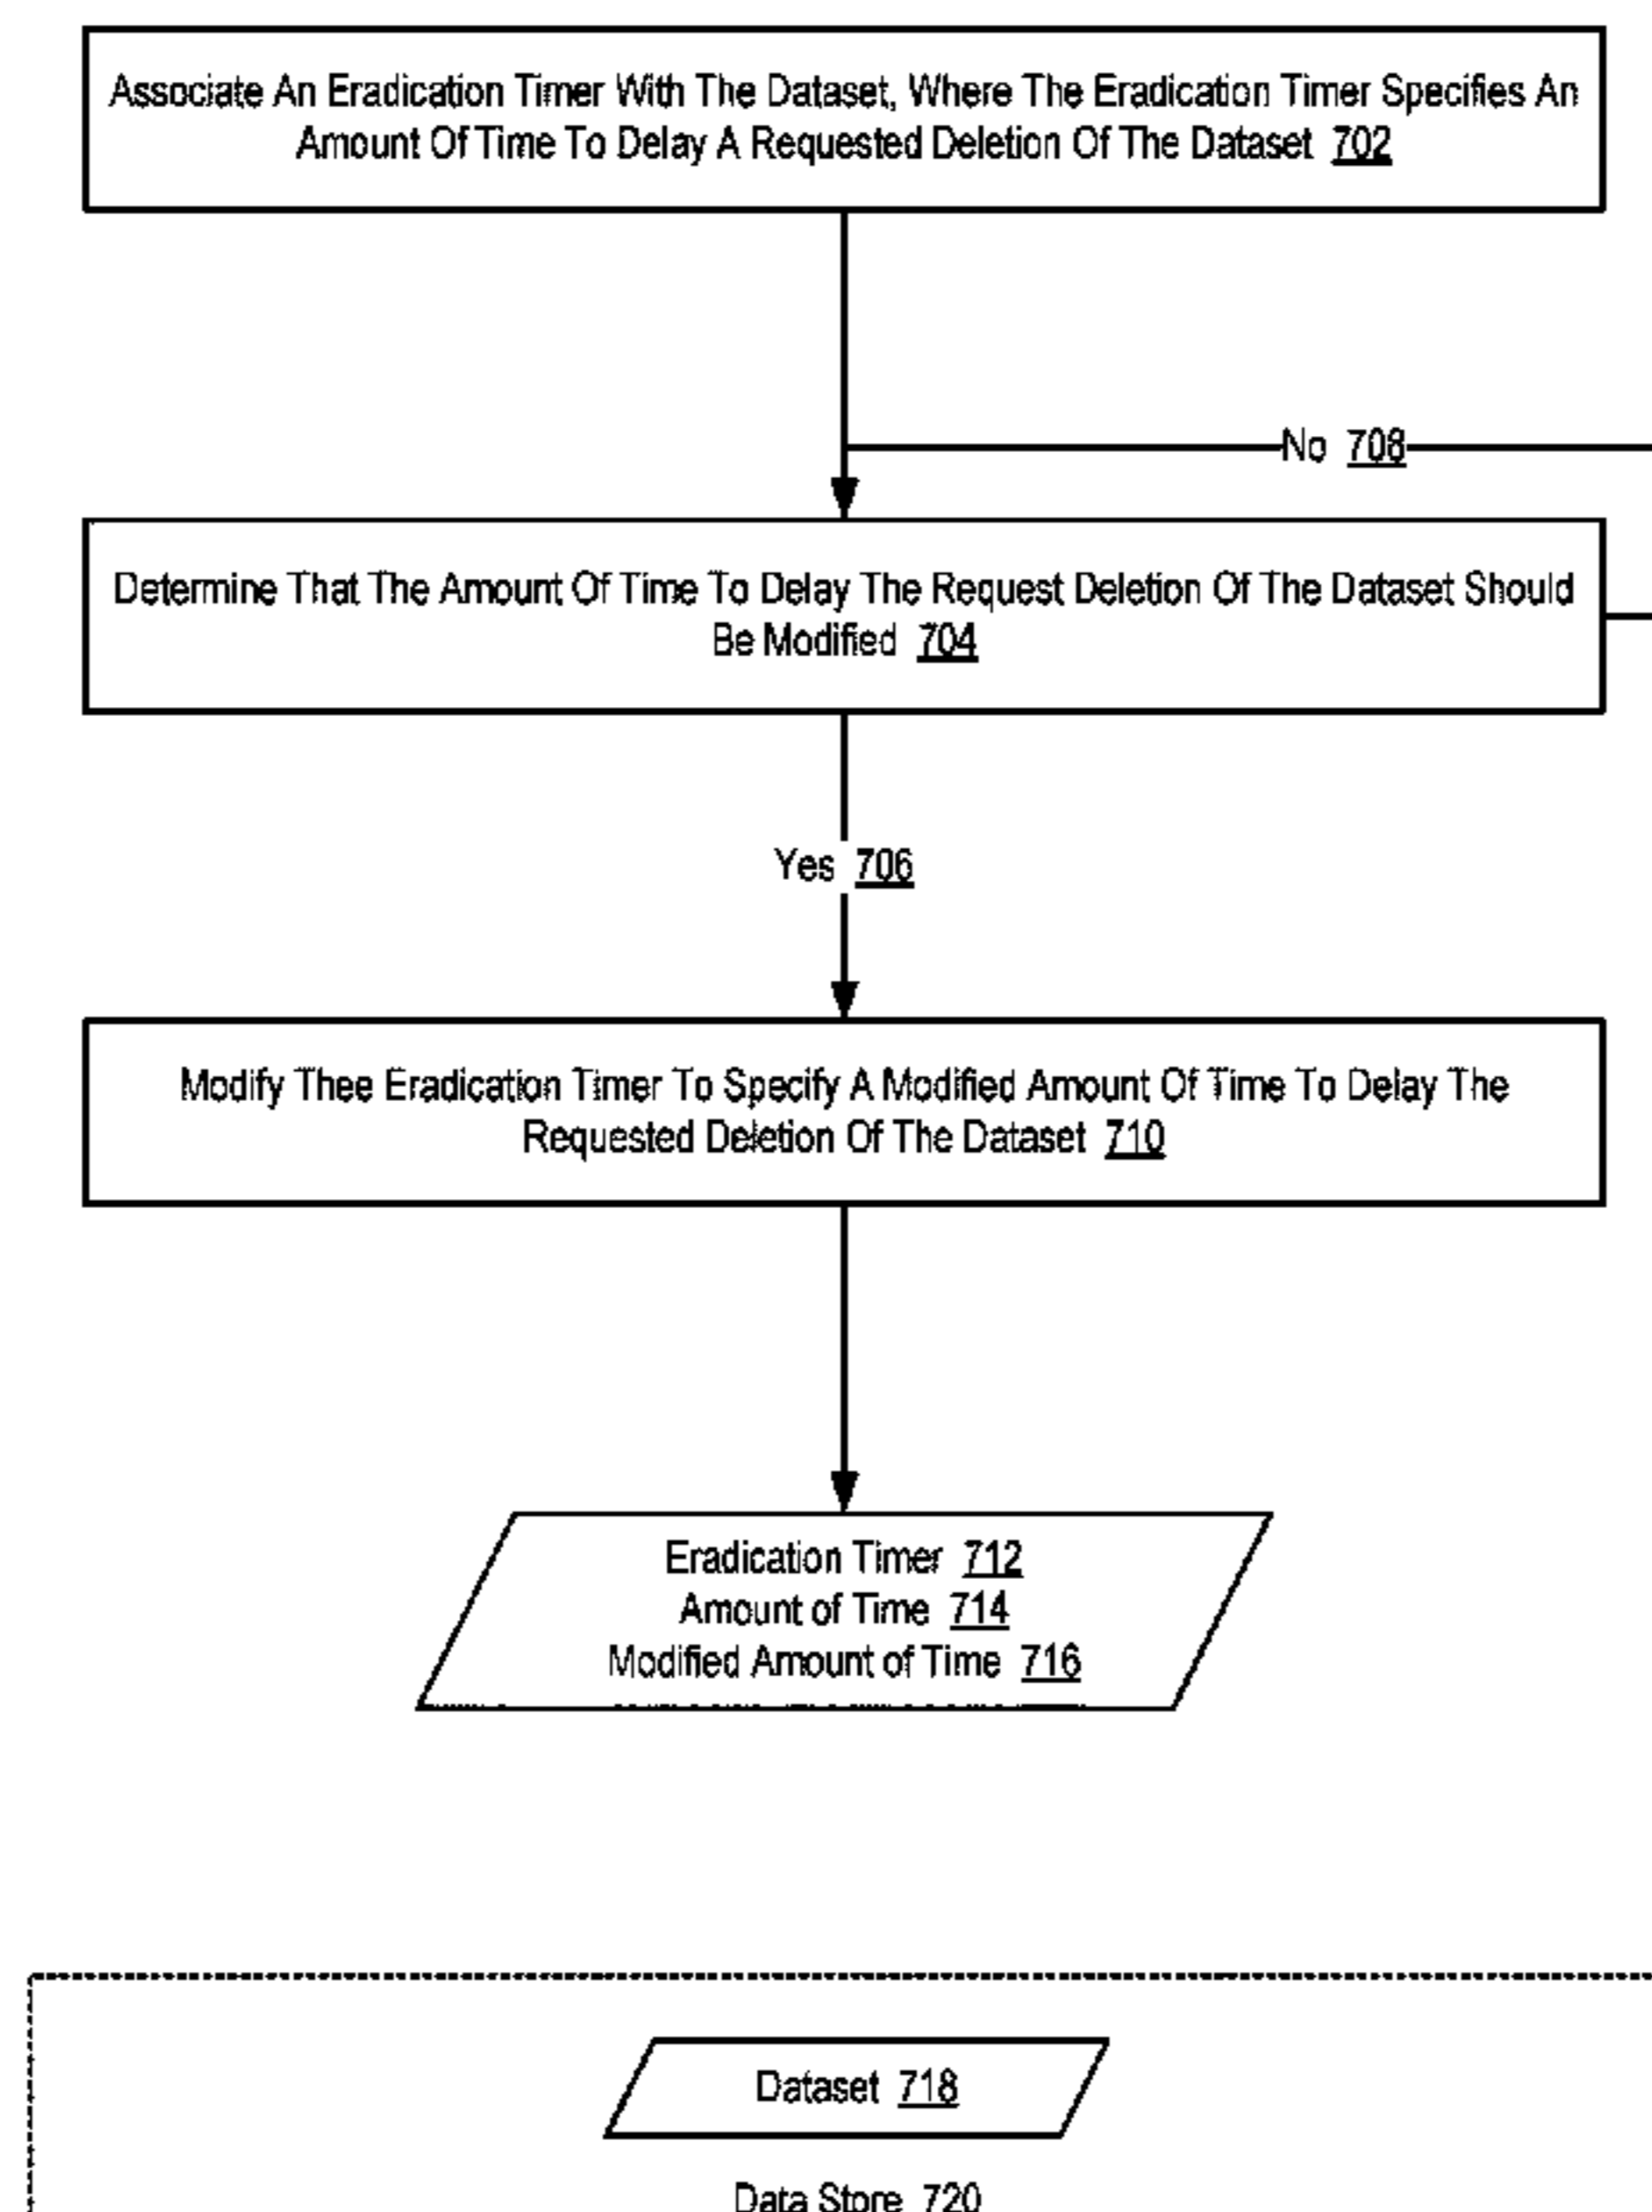 Associate An Eradication Timer With The Dataset, Where The Eradication Timer Specifies An
Amount Of Time To Delay A Requested Deletion Of The Dataset 702
No 708
Determine That The Amount Of Time To Delay The Request Deletion Of The Dataset Should
Be Modified 704
Yes 706
Modify Thee Eradication Timer To Specify A Modified Amount Of Time To Delay The
Requested Deletion Of The Dataset 710
Eradication Timer 712
Amount of Time 714
Modified Amount of Time 716
Dataset 718
Data Store 720